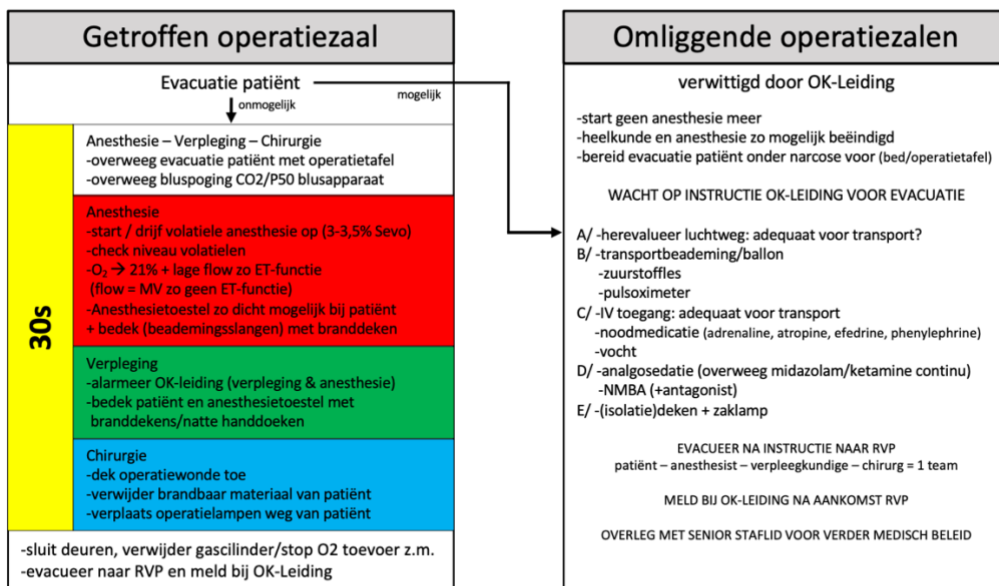 Getroffen operatiezaal
Evacuatie patiënt
mogelijk
onmogelijk
30s
Anesthesie – Verpleging – Chirurgie
-overweeg evacuatie patiënt met operatietafel
-overweeg bluspoging CO2/P50 blusapparaat
Anesthesie
-start / drijf volatiele anesthesie op (3-3,5% Sevo)
-check niveau volatielen
-O₂ → 21% + lage flow zo ET-functie
(flow = MV zo geen ET-functie)
-Anesthesietoestel zo dicht mogelijk bij patiënt
+ bedek (beademingsslangen) met branddeken
Verpleging
-alarmeer OK-leiding (verpleging & anesthesie)
-bedek patiënt en anesthesietoestel met
branddekens/natte handdoeken
Chirurgie
-dek operatiewonde toe
-verwijder brandbaar materiaal van patiënt
-verplaats operatielampen weg van patiënt
-sluit deuren, verwijder gascilinder/stop O2 toevoer z.m.
-evacueer naar RVP en meld bij OK-Leiding
Omliggende operatiezalen
verwittigd door OK-Leiding
-start geen anesthesie meer
-heelkunde en anesthesie zo mogelijk beëindigd
-bereid evacuatie patiënt onder narcose voor (bed/operatietafel)
WACHT OP INSTRUCTIE OK-LEIDING VOOR EVACUATIE
A/ -herevalueer luchtweg: adequaat voor transport?
B/ -transportbeademing/ballon
-zuurstoffles
-pulsoximeter
C/ -IV toegang: adequaat voor transport
-noodmedicatie (adrenaline, atropine, efedrine, phenylephrine)
-vocht
D/ -analgosedatie (overweeg midazolam/ketamine continu)
-NMBA (+antagonist)
E/ -(isolatie)deken + zaklamp
EVACUEER NA INSTRUCTIE NAAR RVP
patiënt – anesthesist – verpleegkundige – chirurg = 1 team
MELD BIJ OK-LEIDING NA AANKOMST RVP
OVERLEG MET SENIOR STAFLID VOOR VERDER MEDISCH BELEID